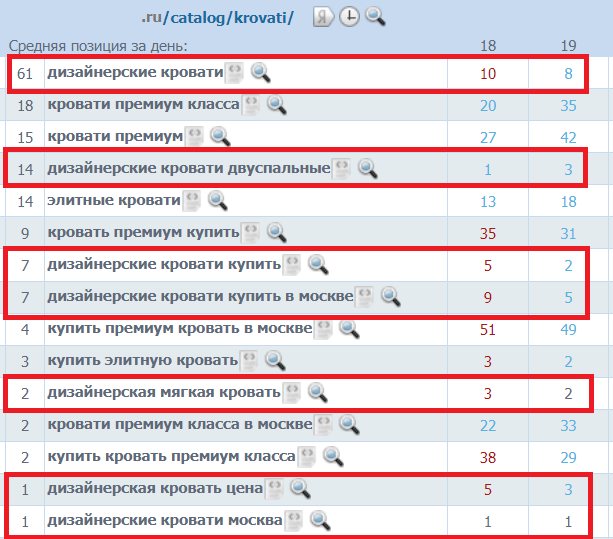 .ru/catalog/krovati/ Я
Средняя позиция за день: 18 19
61 дизайнерские кровати 10 8
18 кровати премиум класса 20 35
15 кровати премиум 27 42
14 дизайнерские кровати двуспальные 1 3
14 элитные кровати 13 18
9 кровать премиум купить 35 31
7 дизайнерские кровати купить 5 2
7 дизайнерские кровати купить в москве 9 5
4 купить премиум кровать в москве 51 49
3 купить элитную кровать 3 2
2 дизайнерская мягкая кровать 3 2
2 кровати премиум класса в москве 22 33
2 купить кровать премиум класса 38 29
1 дизайнерская кровать цена 5 3
1 дизайнерские кровати москва 1 1